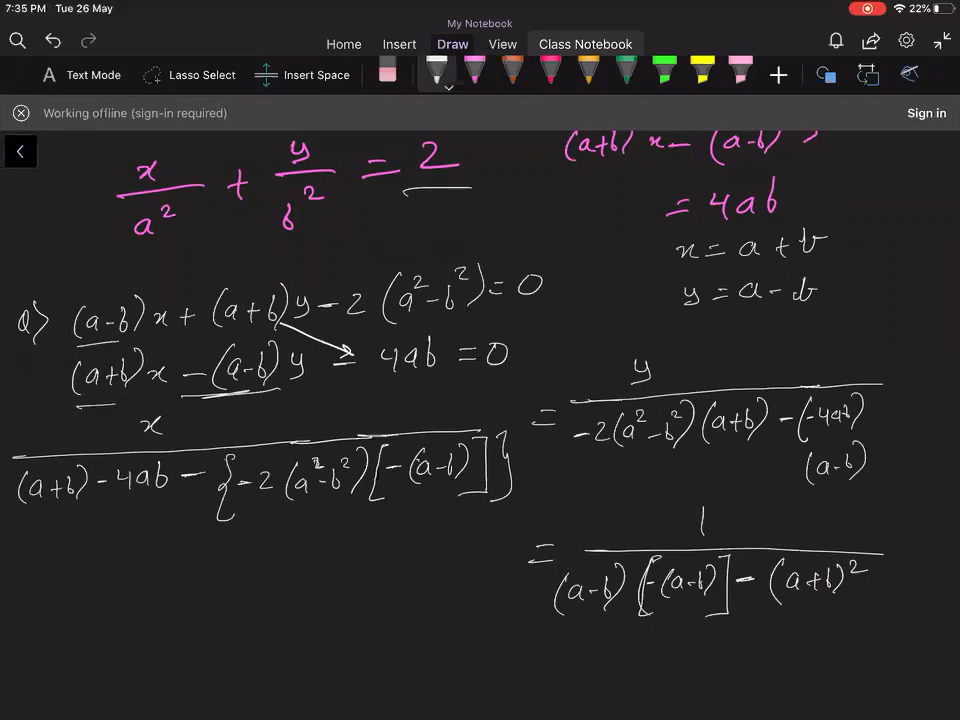 7:35 PM Tue 26 May 22%
My Notebook
Home Insert Draw View Class Notebook
Text Mode Lasso Select Insert Space
Working offline (sign-in required) Sign in
x/a² + y/b² = 2
(a+b) x - (a-b)
= 4ab
x = a + b
y = a - b
Q) (a-b)x + (a+b)y - 2(a²-b²) = 0
(a+b)x - (a-b)y - 4ab = 0
x / (a+b) - 4ab - {-2(a²-b²)[-(a-b)]}
= y / -2(a²-b²)(a+b) - (-4ab)
(a-b)
= 1 / (a-b)[-(a-b)] - (a+b)²